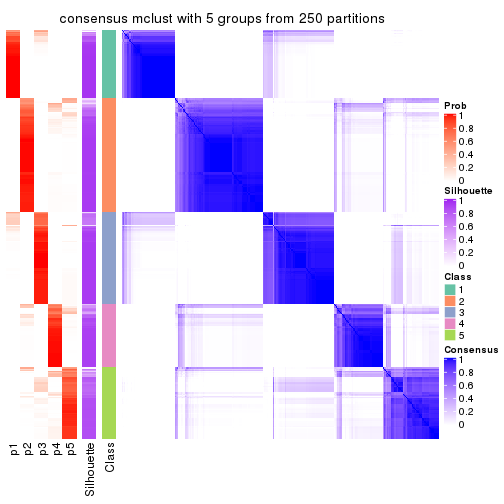 consensus mclust with 5 groups from 250 partitions
Prob
1
0.8
0.6
0.4
0.2
0
Silhouette
1
0.8
0.6
0.4
0.2
0
Class
1
2
3
4
5
Consensus
1
0.8
0.6
0.4
0.2
0
p1
p2
p3
p4
p5
Silhouette
Class